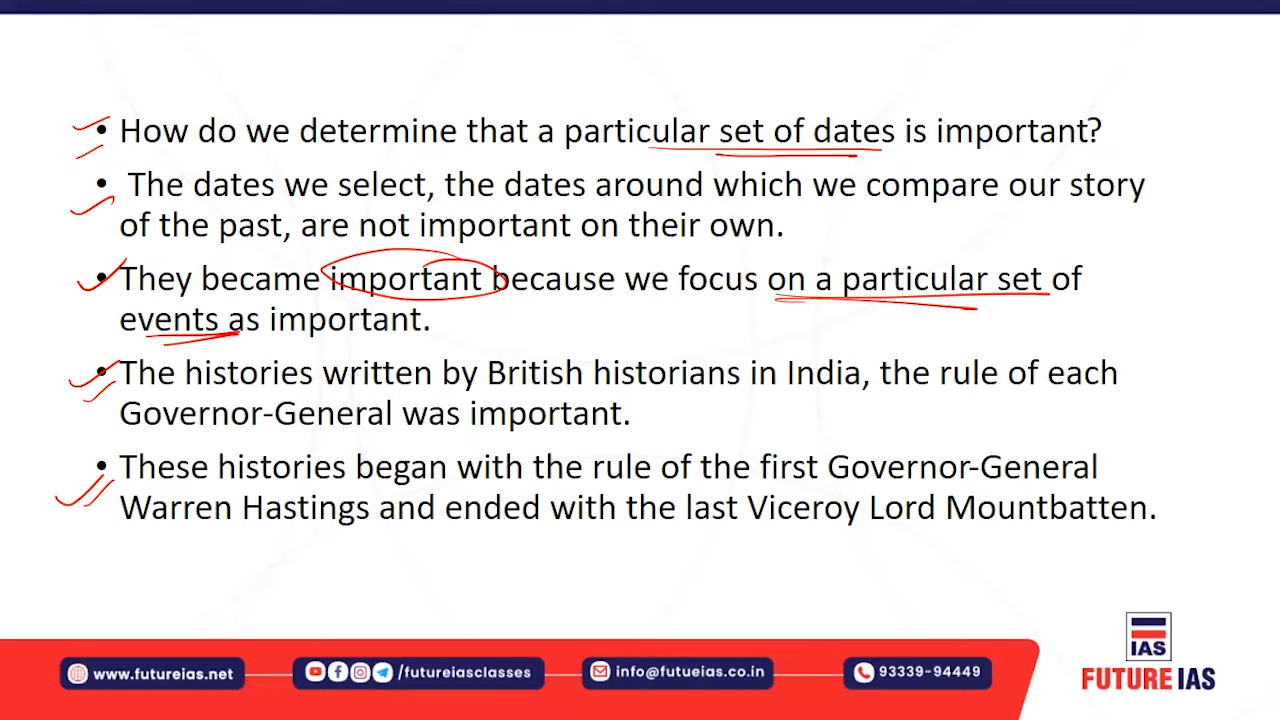 • How do we determine that a particular set of dates is important?
• The dates we select, the dates around which we compare our story
of the past, are not important on their own.
• They became important because we focus on a particular set of
events as important.
• The histories written by British historians in India, the rule of each
Governor-General was important.
• These histories began with the rule of the first Governor-General
Warren Hastings and ended with the last Viceroy Lord Mountbatten.
IAS
FUTURE IAS
www.futureias.net
/futureiasclasses
info@futueias.co.in
93339-94449